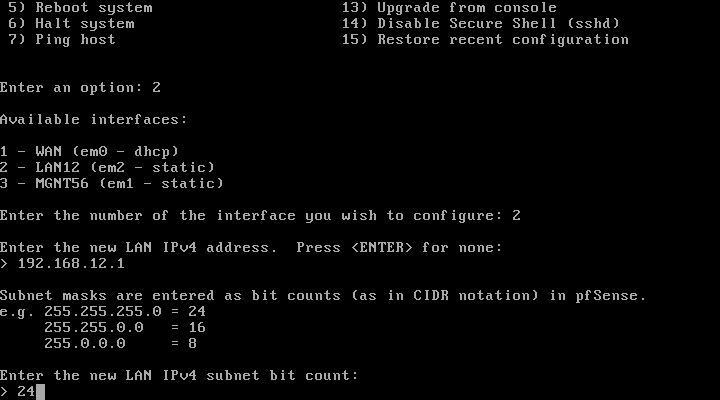 5) Reboot system                     13) Upgrade from console
6) Halt system                       14) Disable Secure Shell (sshd)
7) Ping host                         15) Restore recent configuration
Enter an option: 2
Available interfaces:
1 - WAN (em0 - dhcp)
2 - LAN12 (em2 - static)
3 - MGNT56 (em1 - static)
Enter the number of the interface you wish to configure: 2
Enter the new LAN IPv4 address.  Press <ENTER> for none:
> 192.168.12.1
Subnet masks are entered as bit counts (as in CIDR notation) in pfSense.
e.g. 255.255.255.0 = 24
     255.255.0.0   = 16
     255.0.0.0     = 8
Enter the new LAN IPv4 subnet bit count:
> 24